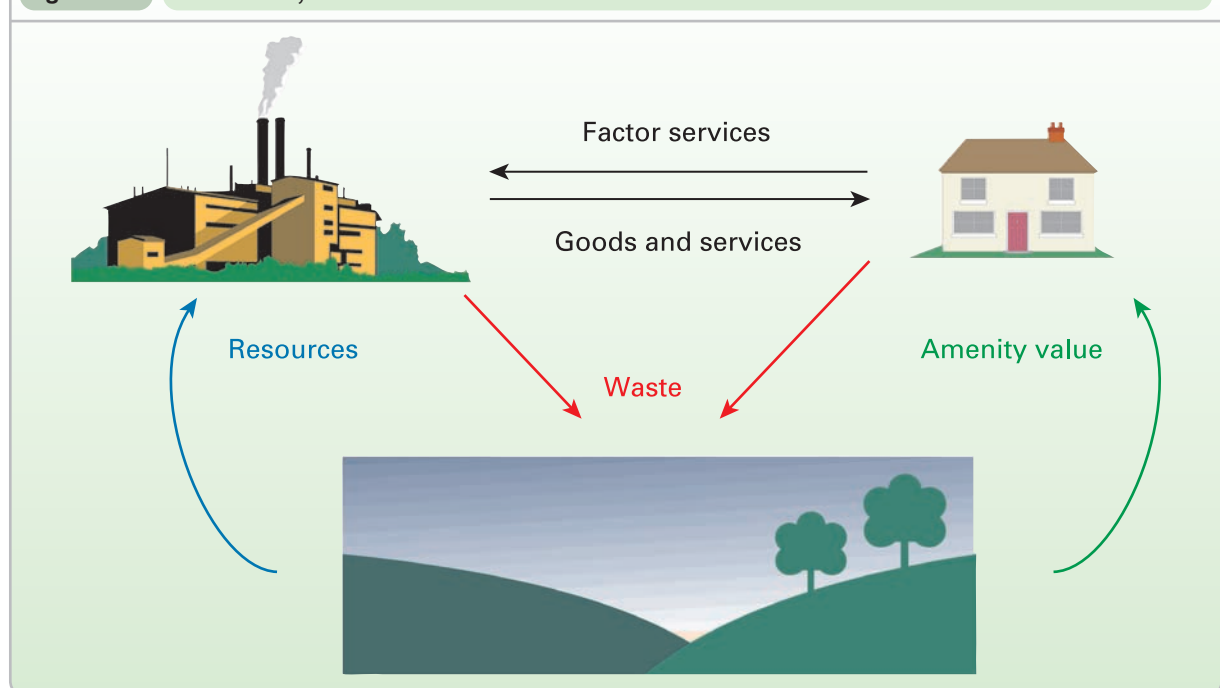 Factor services
Goods and services
Resources
Amenity value
Waste